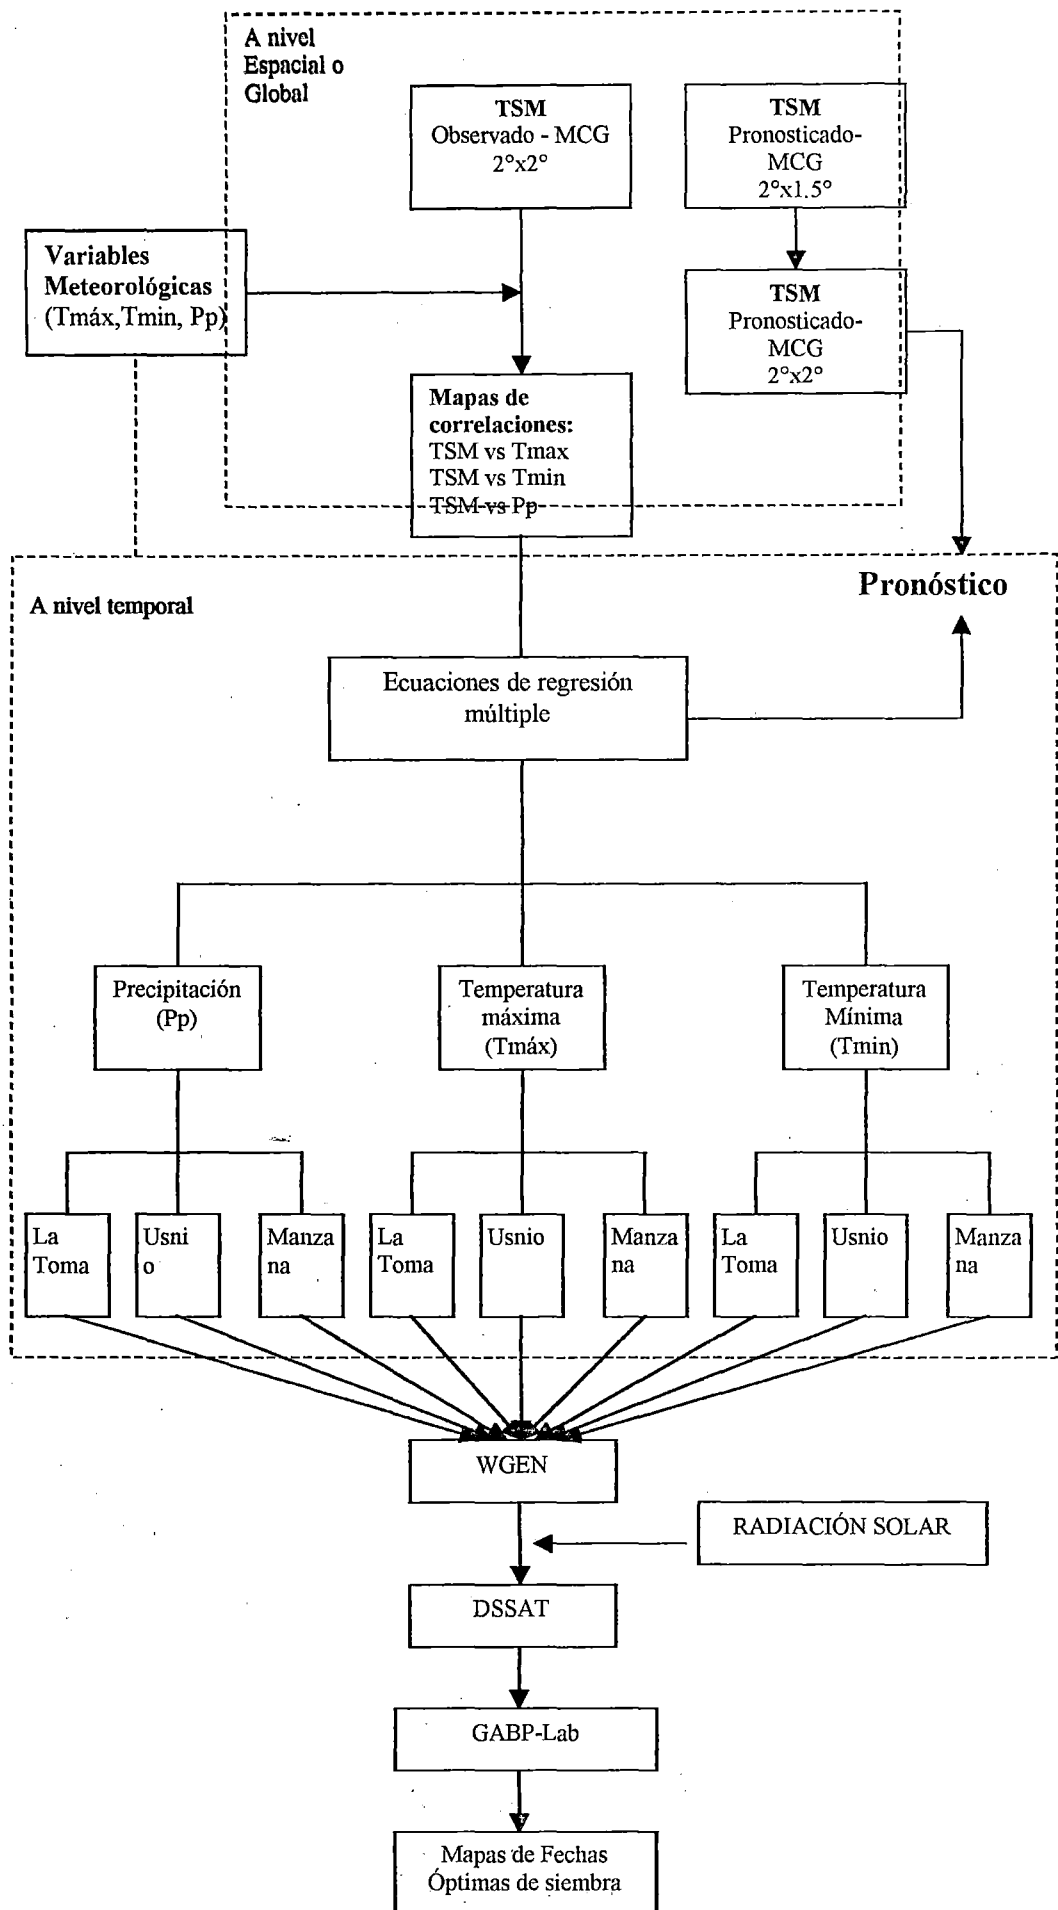 A nivel
Espacial o
Global
TSM
Observado - MCG
2°x2°
TSM
Pronosticado-
MCG
2°x1.5°
Variables
Meteorológicas
(Tmáx,Tmin, Pp)
TSM
Pronosticado-
MCG
2°x2°
Mapas de
correlaciones:
TSM vs Tmax
TSM vs Tmin
TSM vs Pp
Pronóstico
A nivel temporal
Ecuaciones de regresión
múltiple
Precipitación
(Pp)
Temperatura
máxima
(Tmáx)
Temperatura
Mínima
(Tmin)
La
Toma
Usni
o
Manza
na
La
Toma
Usnio
Manza
na
La
Toma
Usnio
Manza
na
WGEN
RADIACIÓN SOLAR
DSSAT
GABP-Lab
Mapas de Fechas
Óptimas de siembra